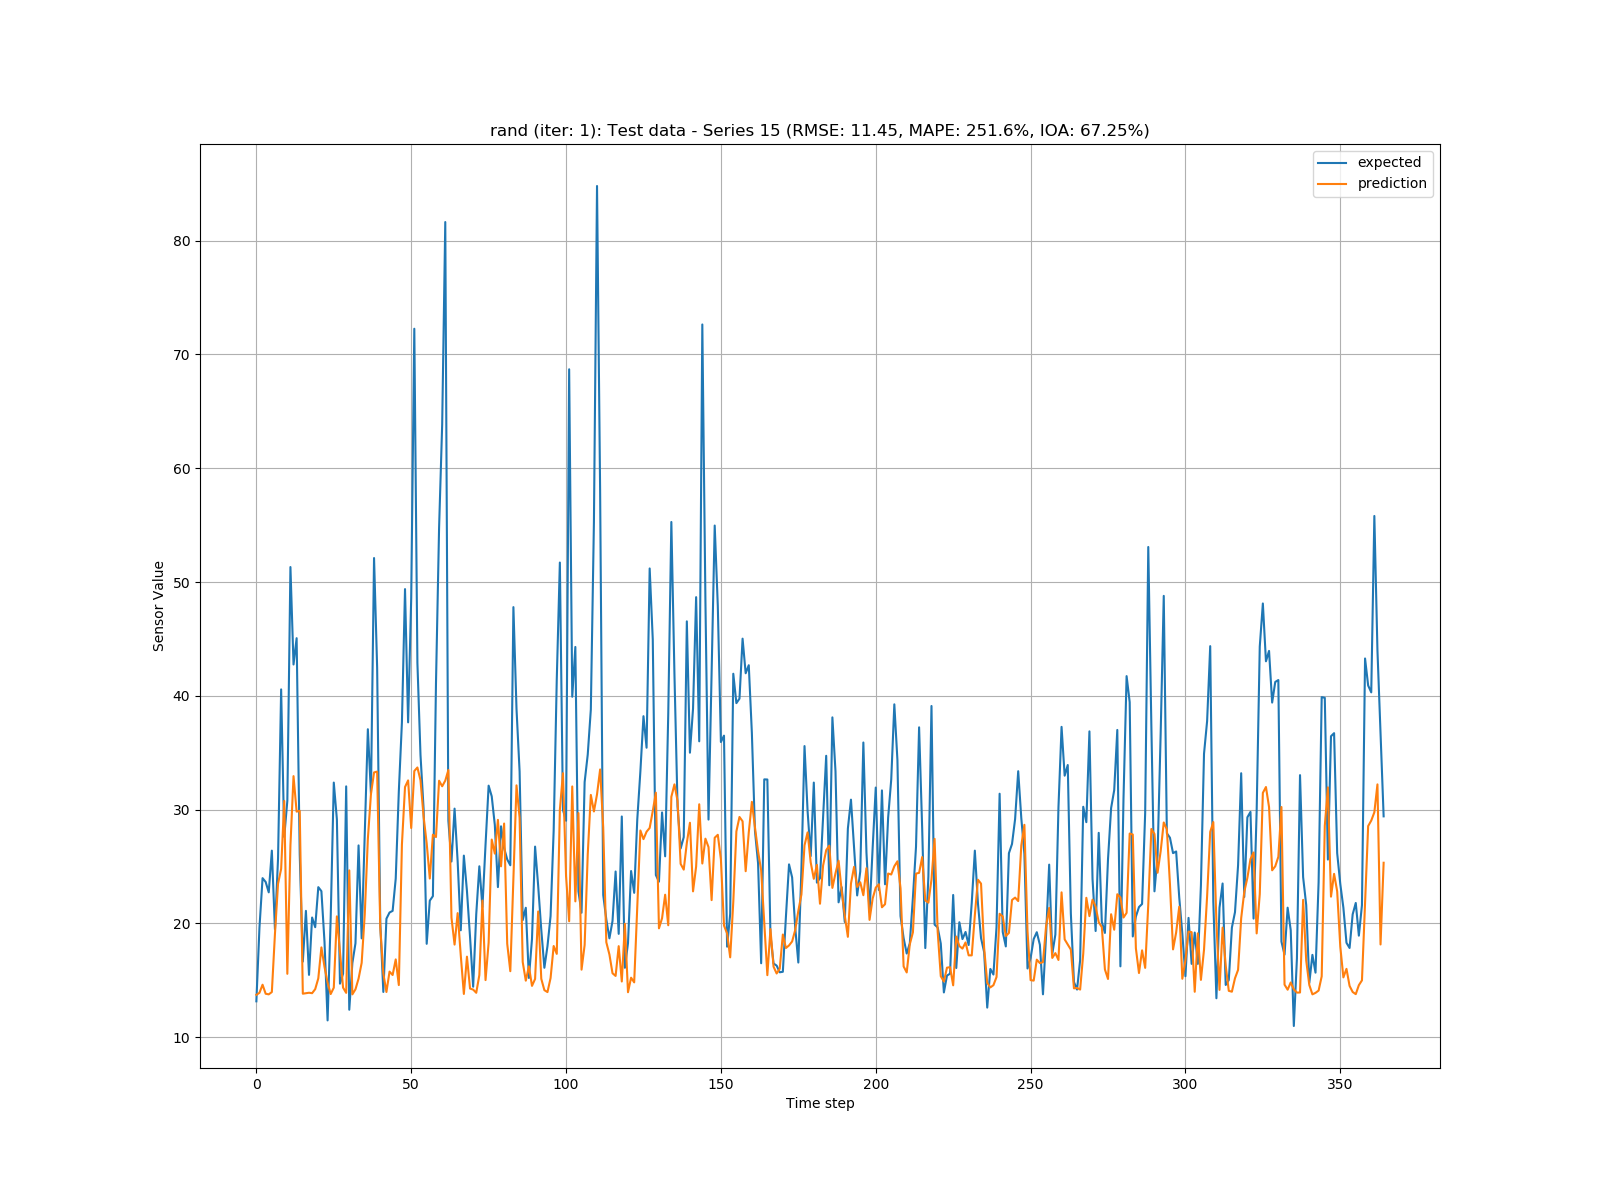 rand (iter: 1): Test data - Series 15 (RMSE: 11.45, MAPE: 251.6%, IOA: 67.25%)
expected
prediction
80
70
60
50
40
30
20
10
Sensor Value
0 50 100 150 200 250 300 350
Time step